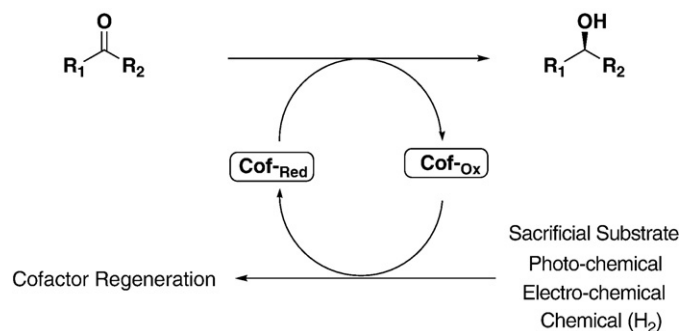 O
OH
R1 R2
R1 R2
Cof-Red
Cof-Ox
Sacrificial Substrate
Photo-chemical
Cofactor Regeneration
Electro-chemical
Chemical (H2)